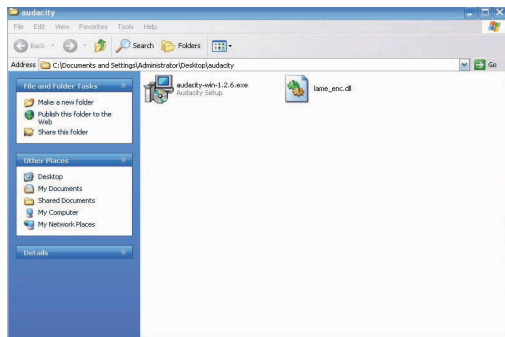 audacity
File Edit View Favorites Tools Help
Back Search Folders
Address C:\Documents and Settings\Administrator\Desktop\audacity Go
File and Folder Tasks
Make a new folder
Publish this folder to the
Web
Share this folder
Other Places
Desktop
My Documents
Shared Documents
My Computer
My Network Places
Details
audacity-win-1.2.6.exe
Audacity Setup
lame_enc.dll